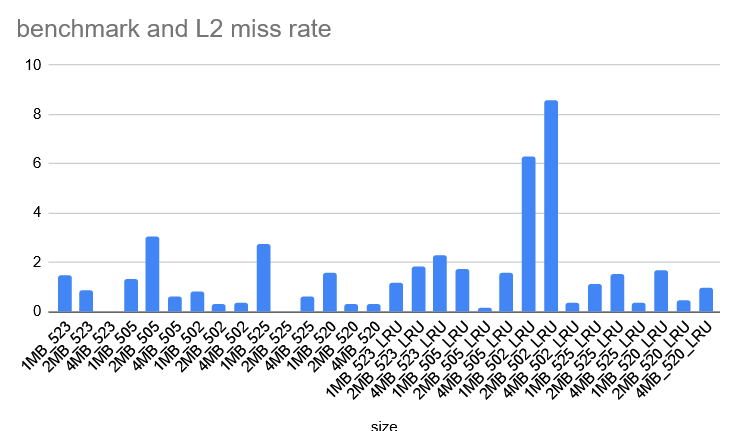 benchmark and L2 miss rate
10
8
6
4
2
0
1MB_523
2MB_523
4MB_523
1MB_505
2MB_505
4MB_505
1MB_502
2MB_502
4MB_502
1MB_525
2MB_525
4MB_525
1MB_520
2MB_520
4MB_520
1MB_523_LRU
2MB_523_LRU
4MB_523_LRU
1MB_505_LRU
2MB_505_LRU
4MB_505_LRU
1MB_502_LRU
2MB_502_LRU
4MB_502_LRU
1MB_525_LRU
2MB_525_LRU
4MB_525_LRU
1MB_520_LRU
2MB_520_LRU
4MB_520_LRU
size